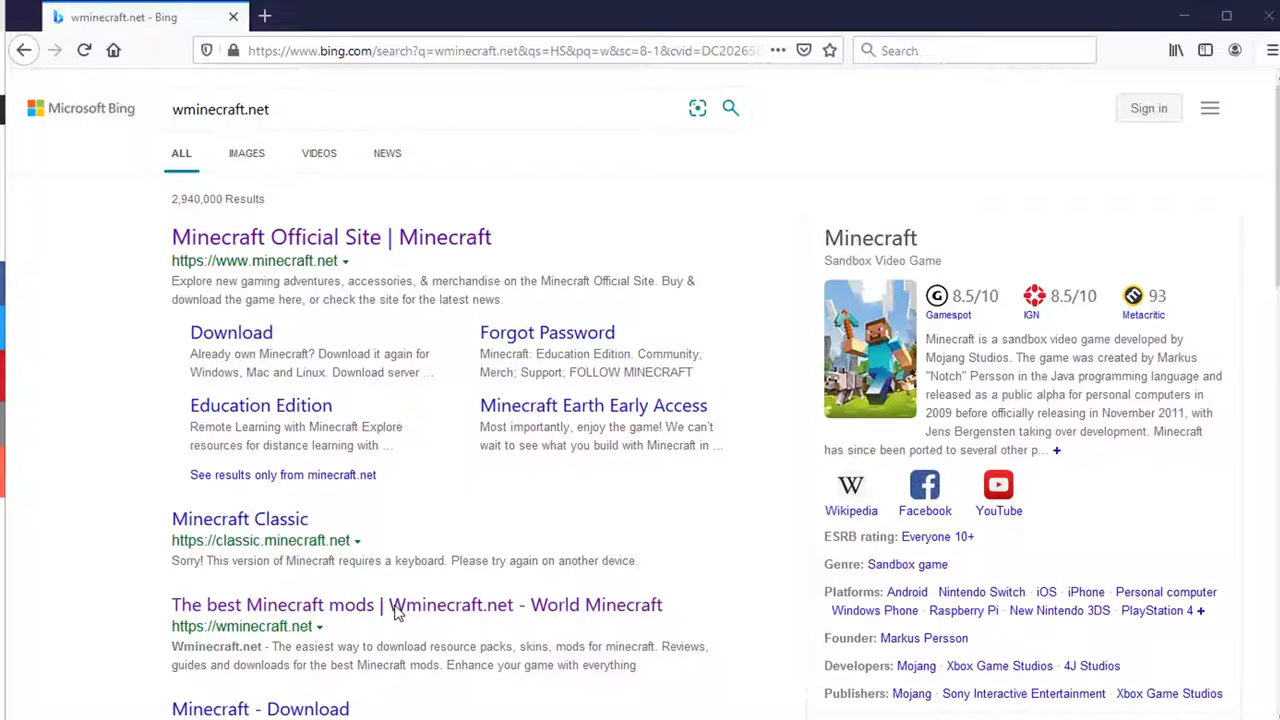 wminecraft.net - Bing
https://www.bing.com/search?q=wminecraft.net&qs=HS&pq=w&sc=8-1&cvid=DC20265
Search
Microsoft Bing
wminecraft.net
Sign in
ALL
IMAGES
VIDEOS
NEWS
2,940,000 Results
Minecraft Official Site | Minecraft
https://www.minecraft.net
Explore new gaming adventures, accessories, & merchandise on the Minecraft Official Site. Buy &
download the game here, or check the site for the latest news.
Download
Already own Minecraft? Download it again for
Windows, Mac and Linux. Download server ...
Forgot Password
Minecraft. Education Edition. Community;
Merch; Support; FOLLOW MINECRAFT
Education Edition
Remote Learning with Minecraft Explore
resources for distance learning with ...
Minecraft Earth Early Access
Most importantly, enjoy the game! We can't
wait to see what you build with Minecraft in ...
See results only from minecraft.net
Minecraft Classic
https://classic.minecraft.net
Sorry! This version of Minecraft requires a keyboard. Please try again on another device.
The best Minecraft mods | Wminecraft.net - World Minecraft
https://wminecraft.net
Wminecraft.net - The easiest way to download resource packs, skins, mods for minecraft. Reviews,
guides and downloads for the best Minecraft mods. Enhance your game with everything
Minecraft - Download
Minecraft
Sandbox Video Game
G 8.5/10
Gamespot
8.5/10
IGN
93
Metacritic
Minecraft is a sandbox video game developed by
Mojang Studios. The game was created by Markus
"Notch" Persson in the Java programming language and
released as a public alpha for personal computers in
2009 before officially releasing in November 2011, with
Jens Bergensten taking over development. Minecraft
has since been ported to several other p... +
W
Wikipedia
Facebook
YouTube
ESRB rating: Everyone 10+
Genre: Sandbox game
Platforms: Android · Nintendo Switch · iOS · iPhone · Personal computer
Windows Phone · Raspberry Pi · New Nintendo 3DS · PlayStation 4 +
Founder: Markus Persson
Developers: Mojang · Xbox Game Studios · 4J Studios
Publishers: Mojang · Sony Interactive Entertainment · Xbox Game Studios